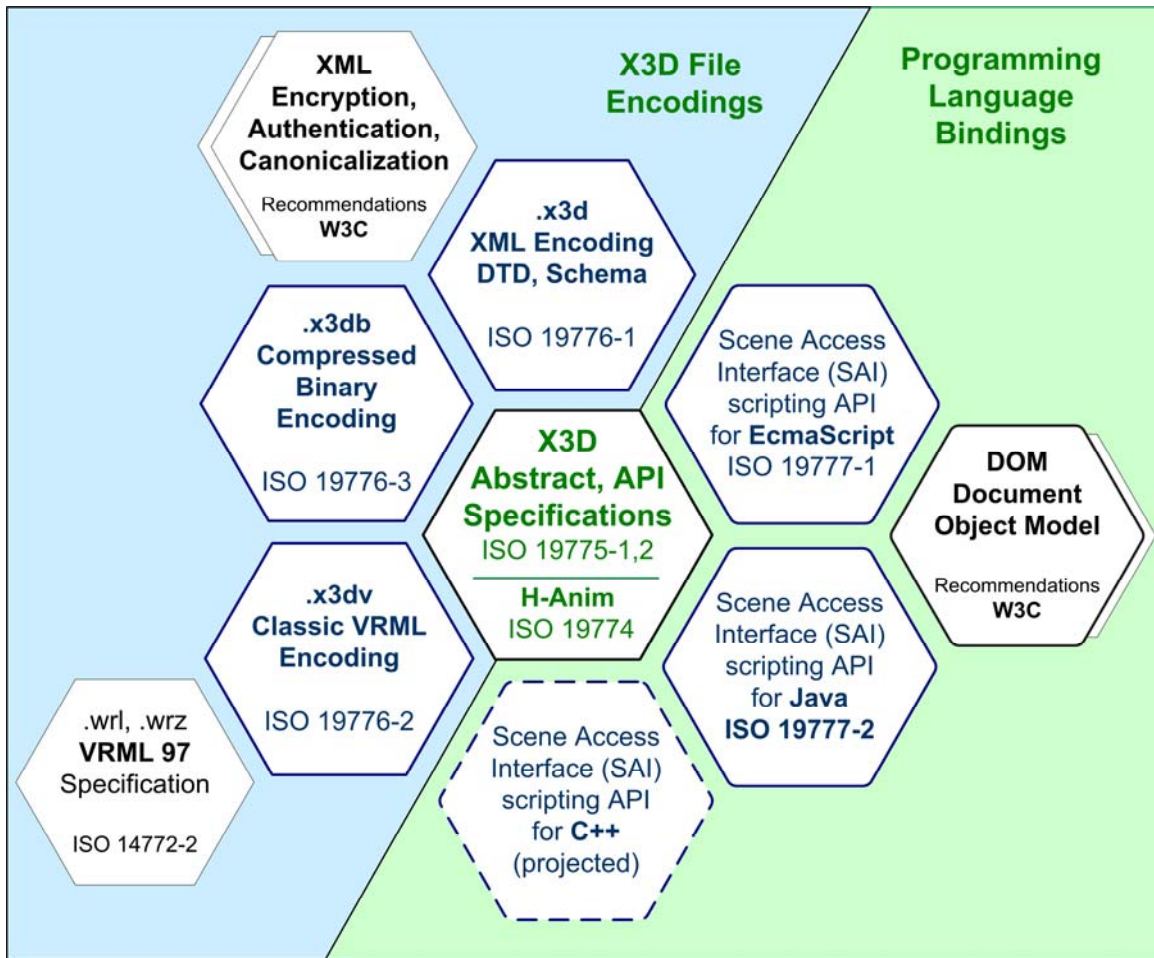 X3D File
Encodings
Programming
Language
Bindings
XML
Encryption,
Authentication,
Canonicalization
Recommendations
W3C
.x3d
XML Encoding
DTD, Schema
ISO 19776-1
.x3db
Compressed
Binary
Encoding
ISO 19776-3
Scene Access
Interface (SAI)
scripting API
for EcmaScript
ISO 19777-1
X3D
Abstract, API
Specifications
ISO 19775-1,2
H-Anim
ISO 19774
DOM
Document
Object Model
Recommendations
W3C
.x3dv
Classic VRML
Encoding
ISO 19776-2
Scene Access
Interface (SAI)
scripting API
for Java
ISO 19777-2
.wrl, .wrz
VRML 97
Specification
ISO 14772-2
Scene Access
Interface (SAI)
scripting API
for C++
(projected)